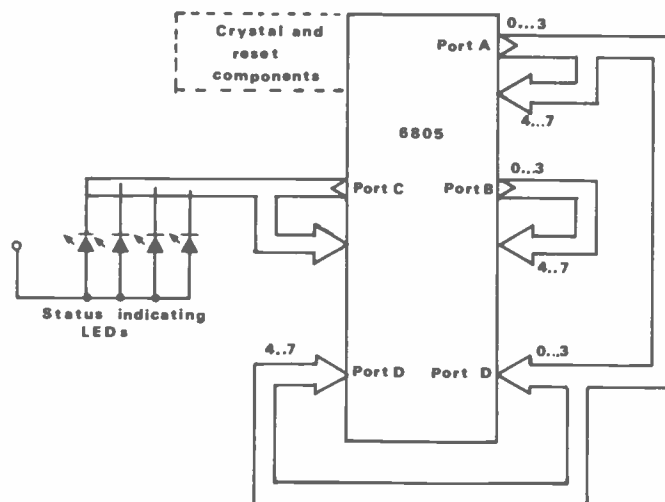 0...3
Crystal and
reset
components
Port A
4...7
6805
0...3
Port C
Port B
4...7
Status indicating
LEDs
4..7
0...3
Port D
Port D